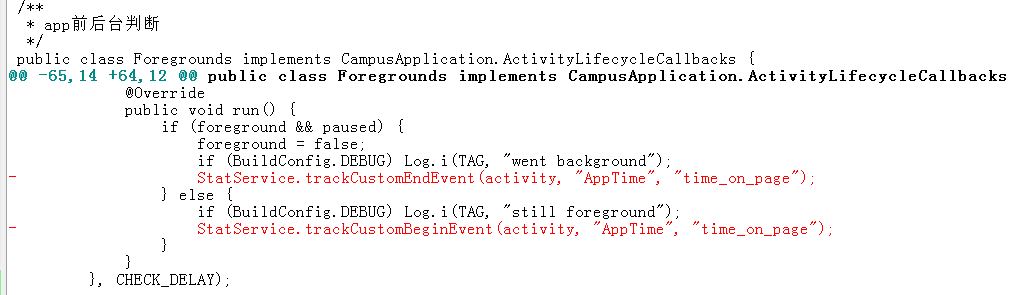 /**
 * app前后台判断
 */
public class Foregrounds implements CampusApplication.ActivityLifecycleCallbacks {
@@ -65,14 +64,12 @@ public class Foregrounds implements CampusApplication.ActivityLifecycleCallbacks
            @Override
            public void run() {
                if (foreground && paused) {
                    foreground = false;
                    if (BuildConfig.DEBUG) Log.i(TAG, "went background");
-                    StatService.trackCustomEndEvent(activity, "AppTime", "time_on_page");
                } else {
                    if (BuildConfig.DEBUG) Log.i(TAG, "still foreground");
-                    StatService.trackCustomBeginEvent(activity, "AppTime", "time_on_page");
                }
            }
        }, CHECK_DELAY);